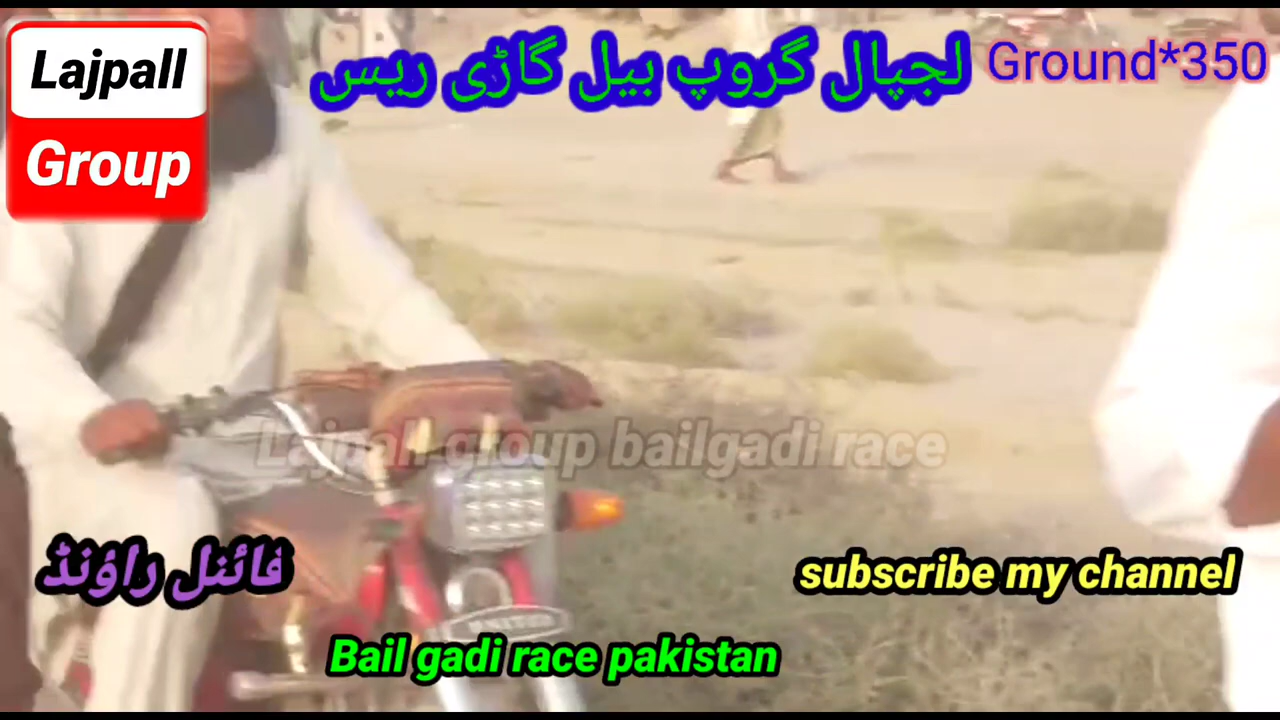 Lajpall
Group
لجپال گروپ بیل گاڑی ریس
Ground*350
Lajpall group bailgadi race
فائنل راؤنڈ
subscribe my channel
UNITED
Bail gadi race pakistan